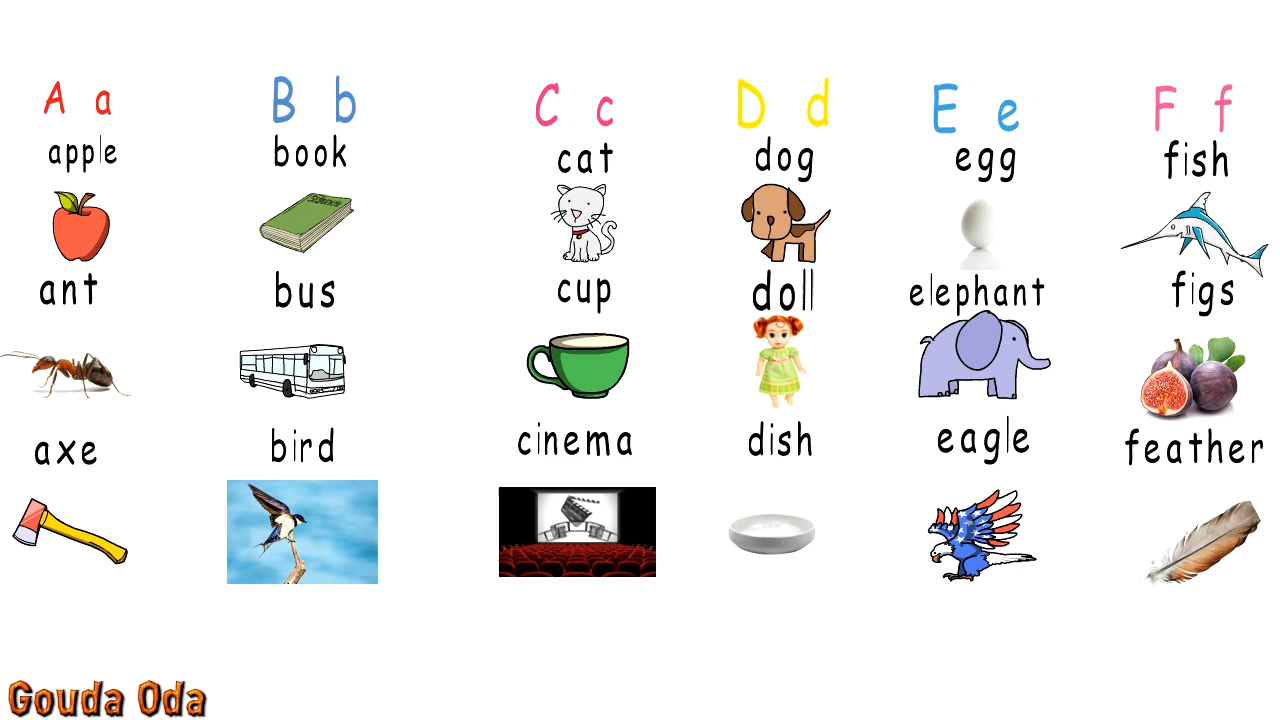 A a B b C c D d E e F f
apple book cat dog egg fish
ant bus cup doll elephant figs
axe bird cinema dish eagle feather
Gouda Oda